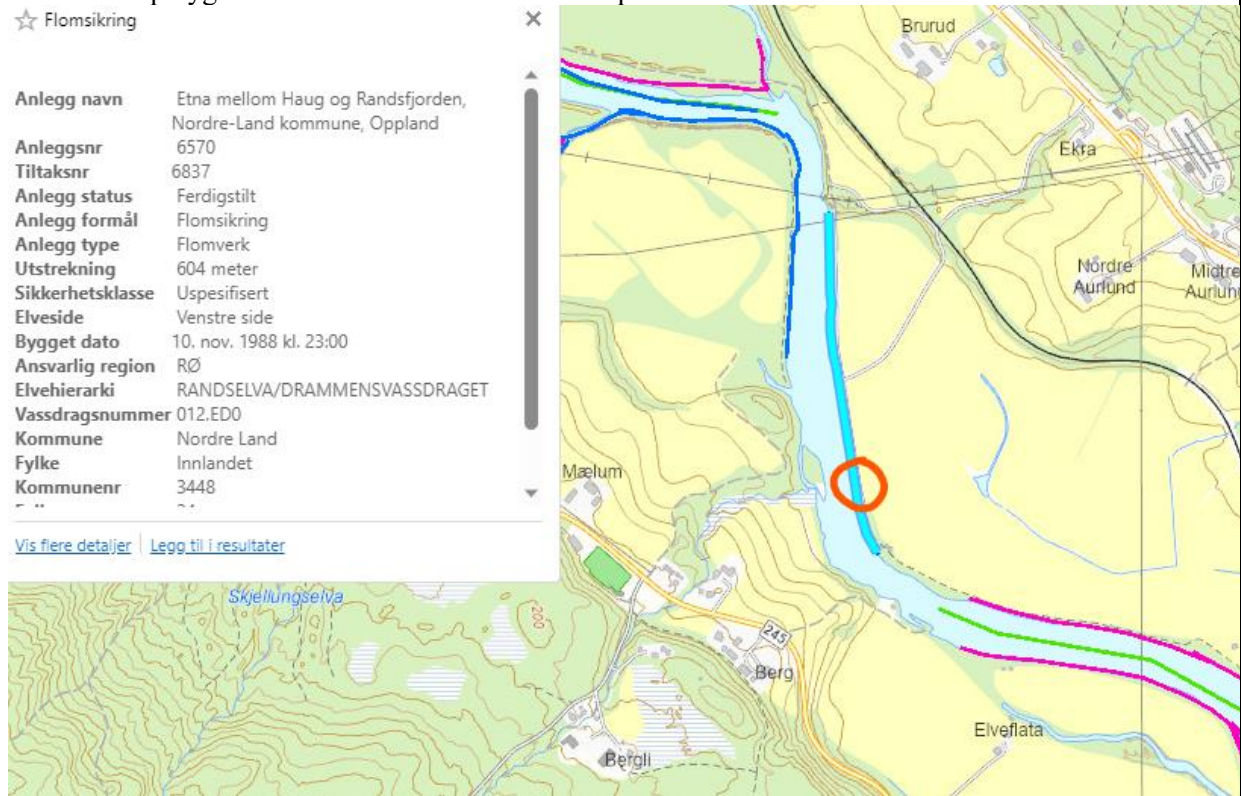 Flomsikring
Anlegg navn Etna mellom Haug og Randsfjorden,
Nordre-Land kommune, Oppland
Anleggsnr 6570
Tiltaksnr 6837
Anlegg status Ferdigstilt
Anlegg formål Flomsikring
Anlegg type Flomverk
Utstrekning 604 meter
Sikkerhetsklasse Uspesifisert
Elveside Venstre side
Bygget dato 10. nov. 1988 kl. 23:00
Ansvarlig region RØ
Elvehierarki RANDSELVA/DRAMMENSVASSDRAGET
Vassdragsnummer 012.ED0
Kommune Nordre Land
Fylke Innlandet
Kommunenr 3448
Vis flere detaljer Legg til i resultater
Brurud
Ekra
Nordre
Aurlund
Midtre
Aurlun
Mælum
Skjellungselva
200
245
Berg
Elveflata
Bergli